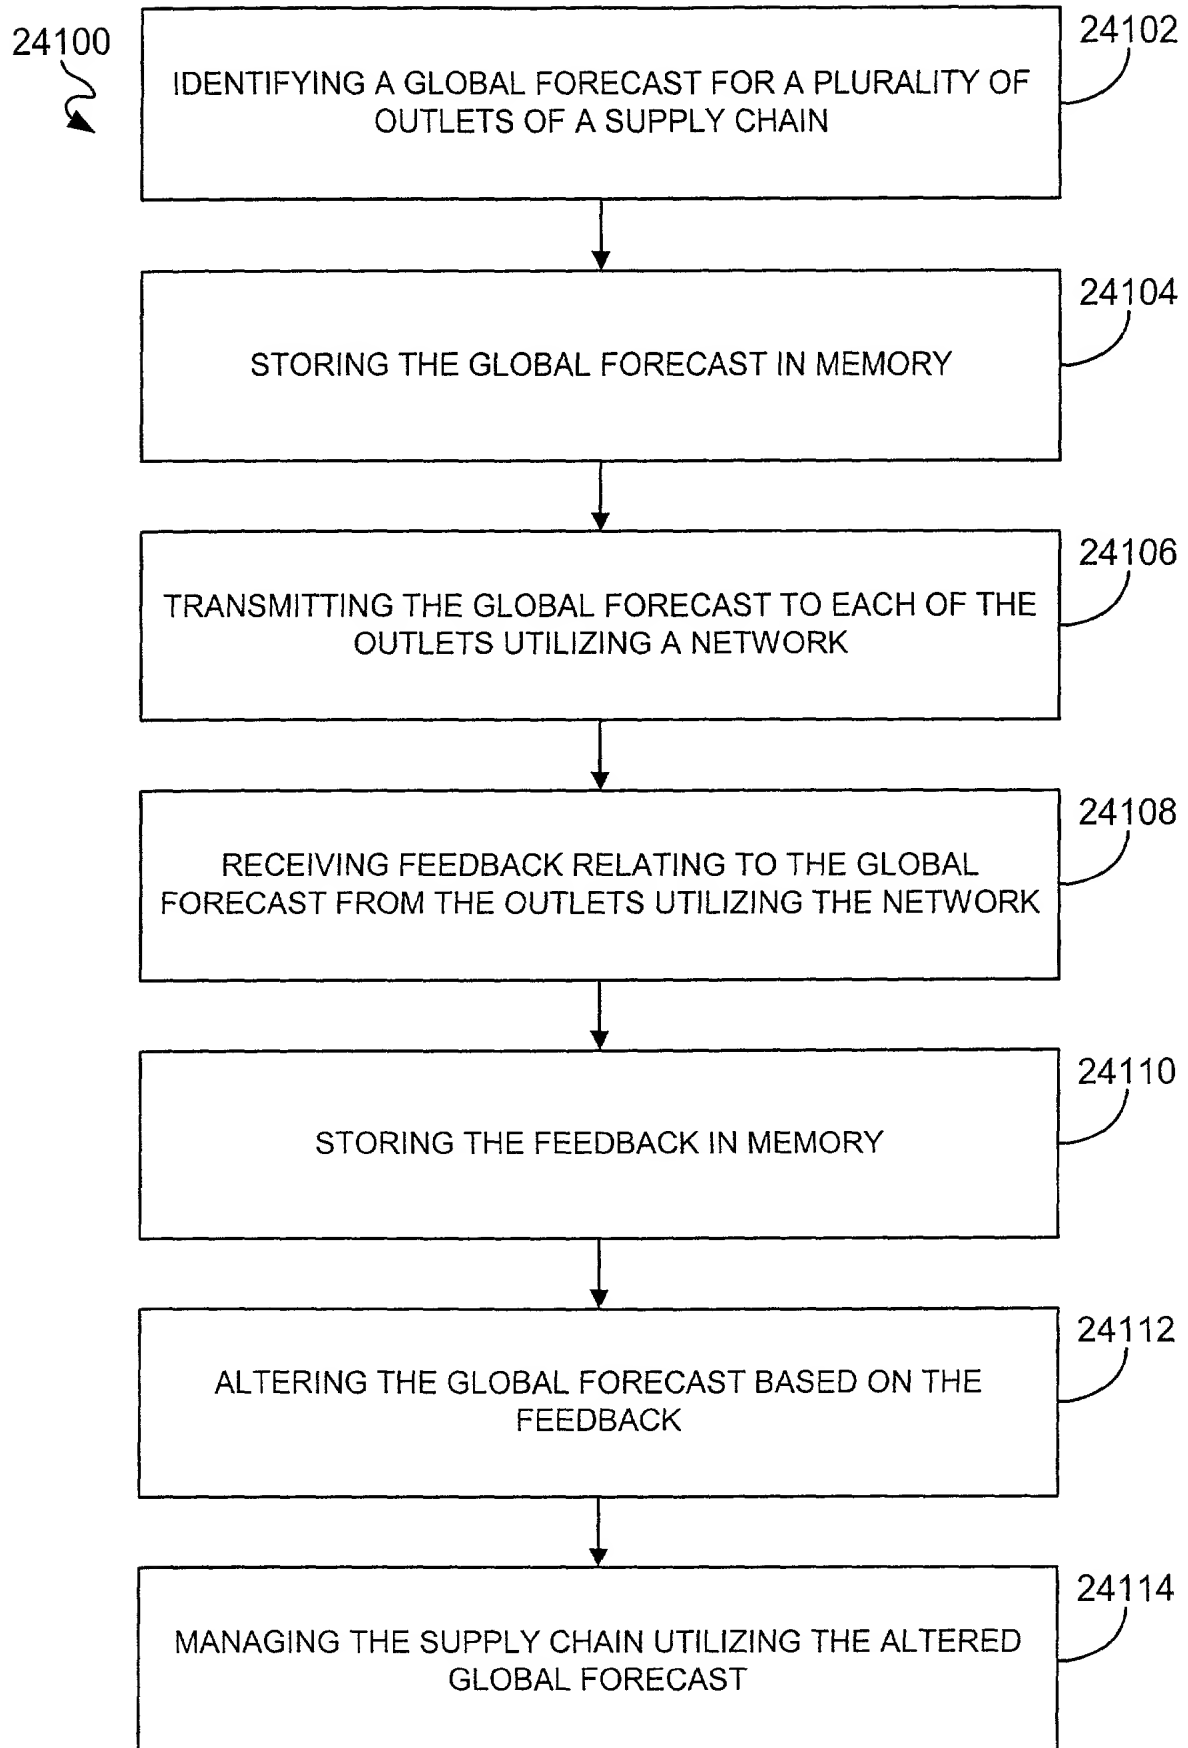 24100
24102
IDENTIFYING A GLOBAL FORECAST FOR A PLURALITY OF
OUTLETS OF A SUPPLY CHAIN
24104
STORING THE GLOBAL FORECAST IN MEMORY
24106
TRANSMITTING THE GLOBAL FORECAST TO EACH OF THE
OUTLETS UTILIZING A NETWORK
24108
RECEIVING FEEDBACK RELATING TO THE GLOBAL
FORECAST FROM THE OUTLETS UTILIZING THE NETWORK
24110
STORING THE FEEDBACK IN MEMORY
24112
ALTERING THE GLOBAL FORECAST BASED ON THE
FEEDBACK
24114
MANAGING THE SUPPLY CHAIN UTILIZING THE ALTERED
GLOBAL FORECAST